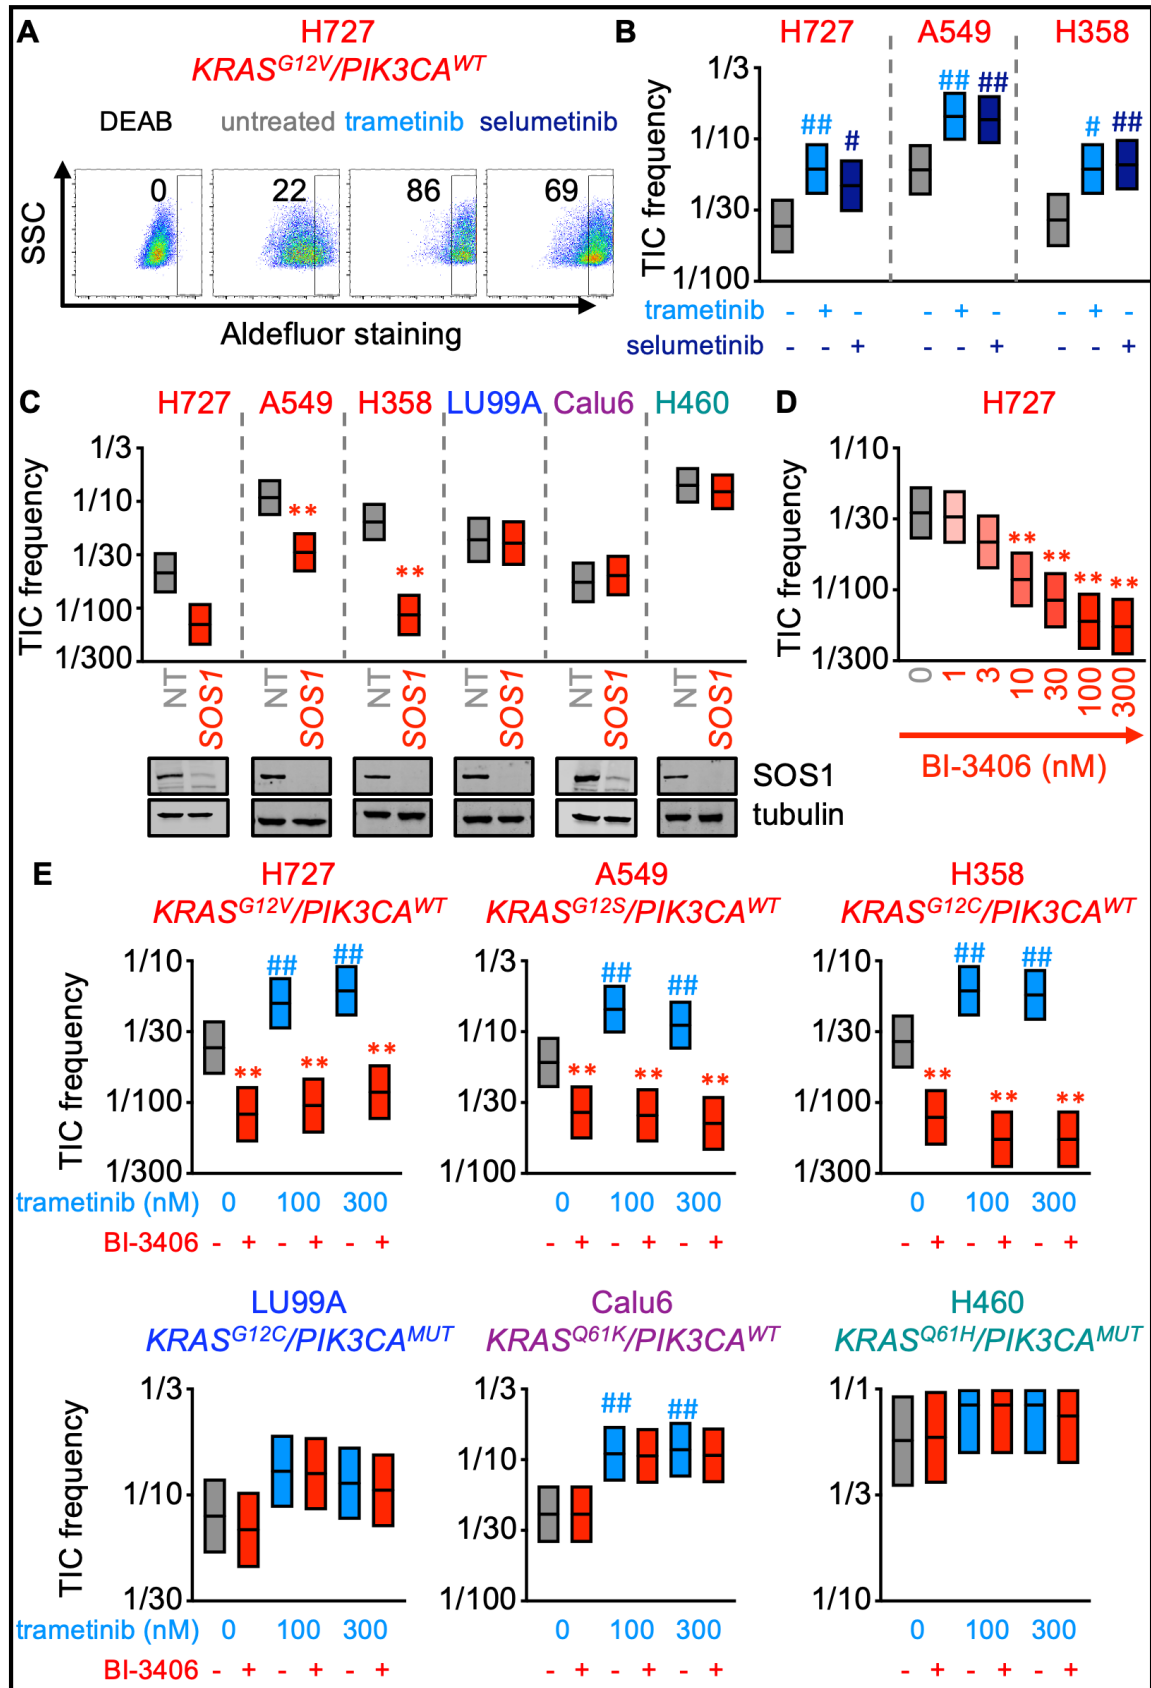 A
H727
KRASG12V/PIK3CAWT
DEAB untreated trametinib selumetinib
0 22 86 69
SSC
Aldefluor staining
B
H727 A549 H358
TIC frequency
1/3
1/10
1/30
1/100
## # ## ## # ##
trametinib - + - - + - - + -
selumetinib - - + - - + - - +
C
H727 A549 H358 LU99A Calu6 H460
TIC frequency
1/3
1/10
1/30
1/100
1/300
** **
NT SOS1 NT SOS1 NT SOS1 NT SOS1 NT SOS1 NT SOS1
SOS1
tubulin
D
H727
TIC frequency
1/10
1/30
1/100
1/300
** ** ** **
0 1 3 10 30 100 300
BI-3406 (nM)
E
H727 A549 H358
KRASG12V/PIK3CAWT KRASG12S/PIK3CAWT KRASG12C/PIK3CAWT
TIC frequency
1/10 1/3 1/10
1/30 1/10 1/30
1/100 1/30 1/100
1/300 1/100 1/300
## ## ## ## ## ##
** ** ** ** ** ** ** ** **
trametinib (nM) 0 100 300 0 100 300 0 100 300
BI-3406 - + - + - + - + - + - + - + - + - +
LU99A Calu6 H460
KRASG12C/PIK3CAMUT KRASQ61K/PIK3CAWT KRASQ61H/PIK3CAMUT
TIC frequency
1/3 1/3 1/1
1/10 1/10 1/3
1/30 1/30 1/10
1/100
## ##
trametinib (nM) 0 100 300 0 100 300 0 100 300
BI-3406 - + - + - + - + - + - + - + - + - +